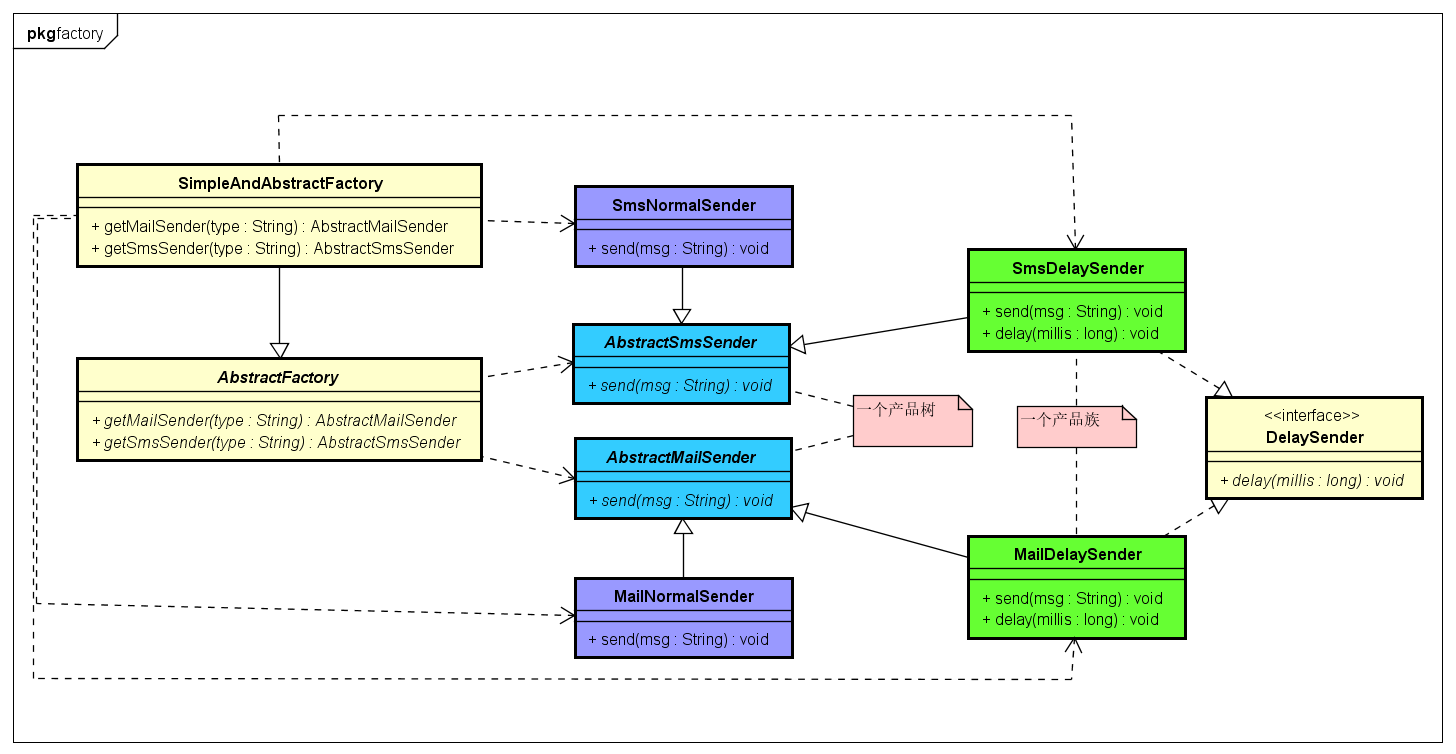 pkgfactory
SimpleAndAbstractFactory
+ getMailSender(type : String) : AbstractMailSender
+ getSmsSender(type : String) : AbstractSmsSender
SmsNormalSender
+ send(msg : String) : void
SmsDelaySender
+ send(msg : String) : void
+ delay(millis : long) : void
AbstractSmsSender
+ send(msg : String) : void
AbstractFactory
+ getMailSender(type : String) : AbstractMailSender
+ getSmsSender(type : String) : AbstractSmsSender
一个产品树
一个产品族
<<interface>>
DelaySender
+ delay(millis : long) : void
AbstractMailSender
+ send(msg : String) : void
MailDelaySender
+ send(msg : String) : void
+ delay(millis : long) : void
MailNormalSender
+ send(msg : String) : void